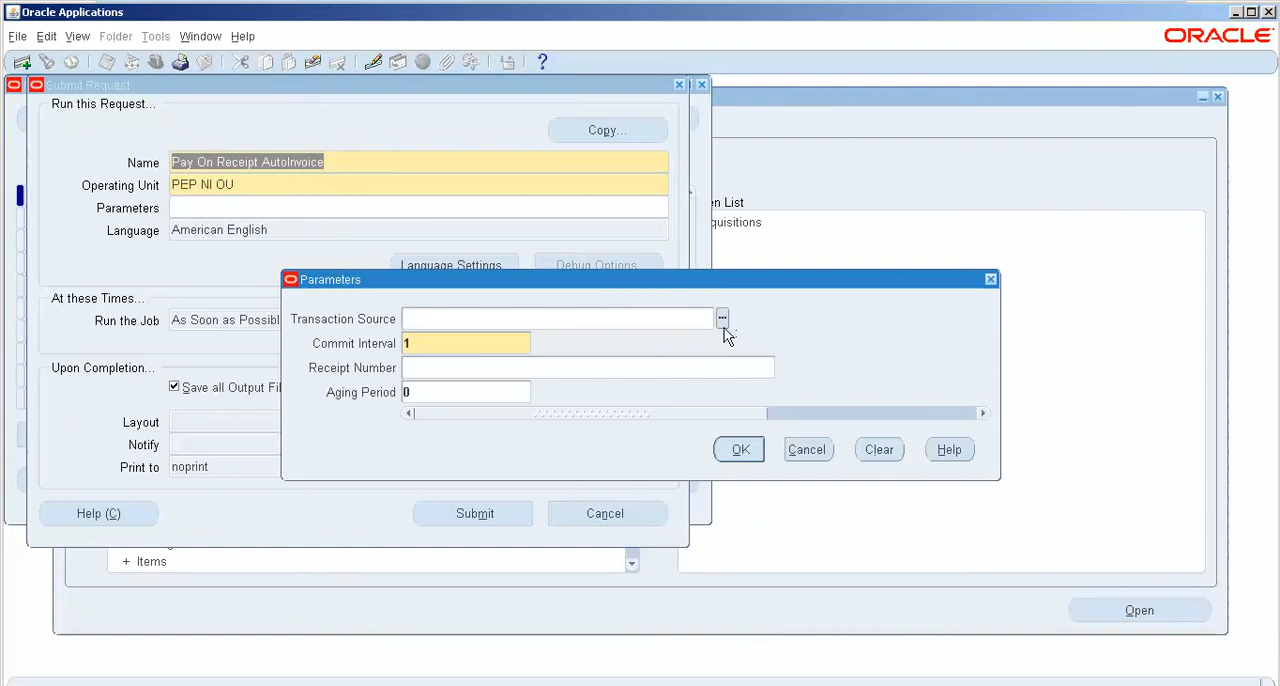 Oracle Applications
File Edit View Folder Tools Window Help
ORACLE
Submit Request
Run this Request...
Copy...
Name Pay On Receipt AutoInvoice
Operating Unit PEP NI OU
Parameters
Language American English
Language Settings Debug Options
en List
quisitions
Parameters
Transaction Source
Commit Interval 1
Receipt Number
Aging Period 0
OK Cancel Clear Help
At these Times...
Run the Job As Soon as Possibl
Upon Completion...
Save all Output Fil
Layout
Notify
Print to noprint
Help (C) Submit Cancel
+ Items
Open